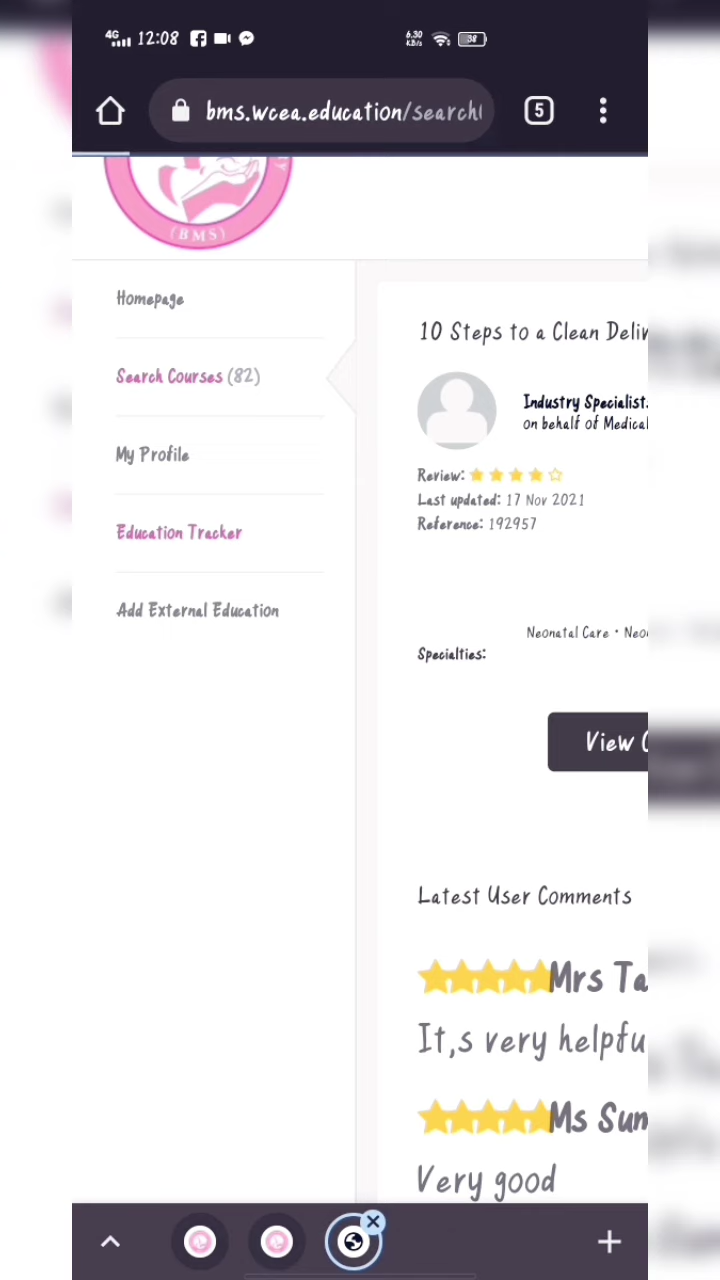 4G 12:08 6.30 KB/s 38
bms.wcea.education/search
5
(BMS)
Homepage
Search Courses (82)
My Profile
Education Tracker
Add External Education
10 Steps to a Clean Deli
Industry Specialist
on behalf of Medical
Review:
Last updated: 17 Nov 2021
Reference: 192957
Neonatal Care • Neo
Specialties:
View
Latest User Comments
Mrs Ta
It,s very helpfu
Ms Sum
Very good